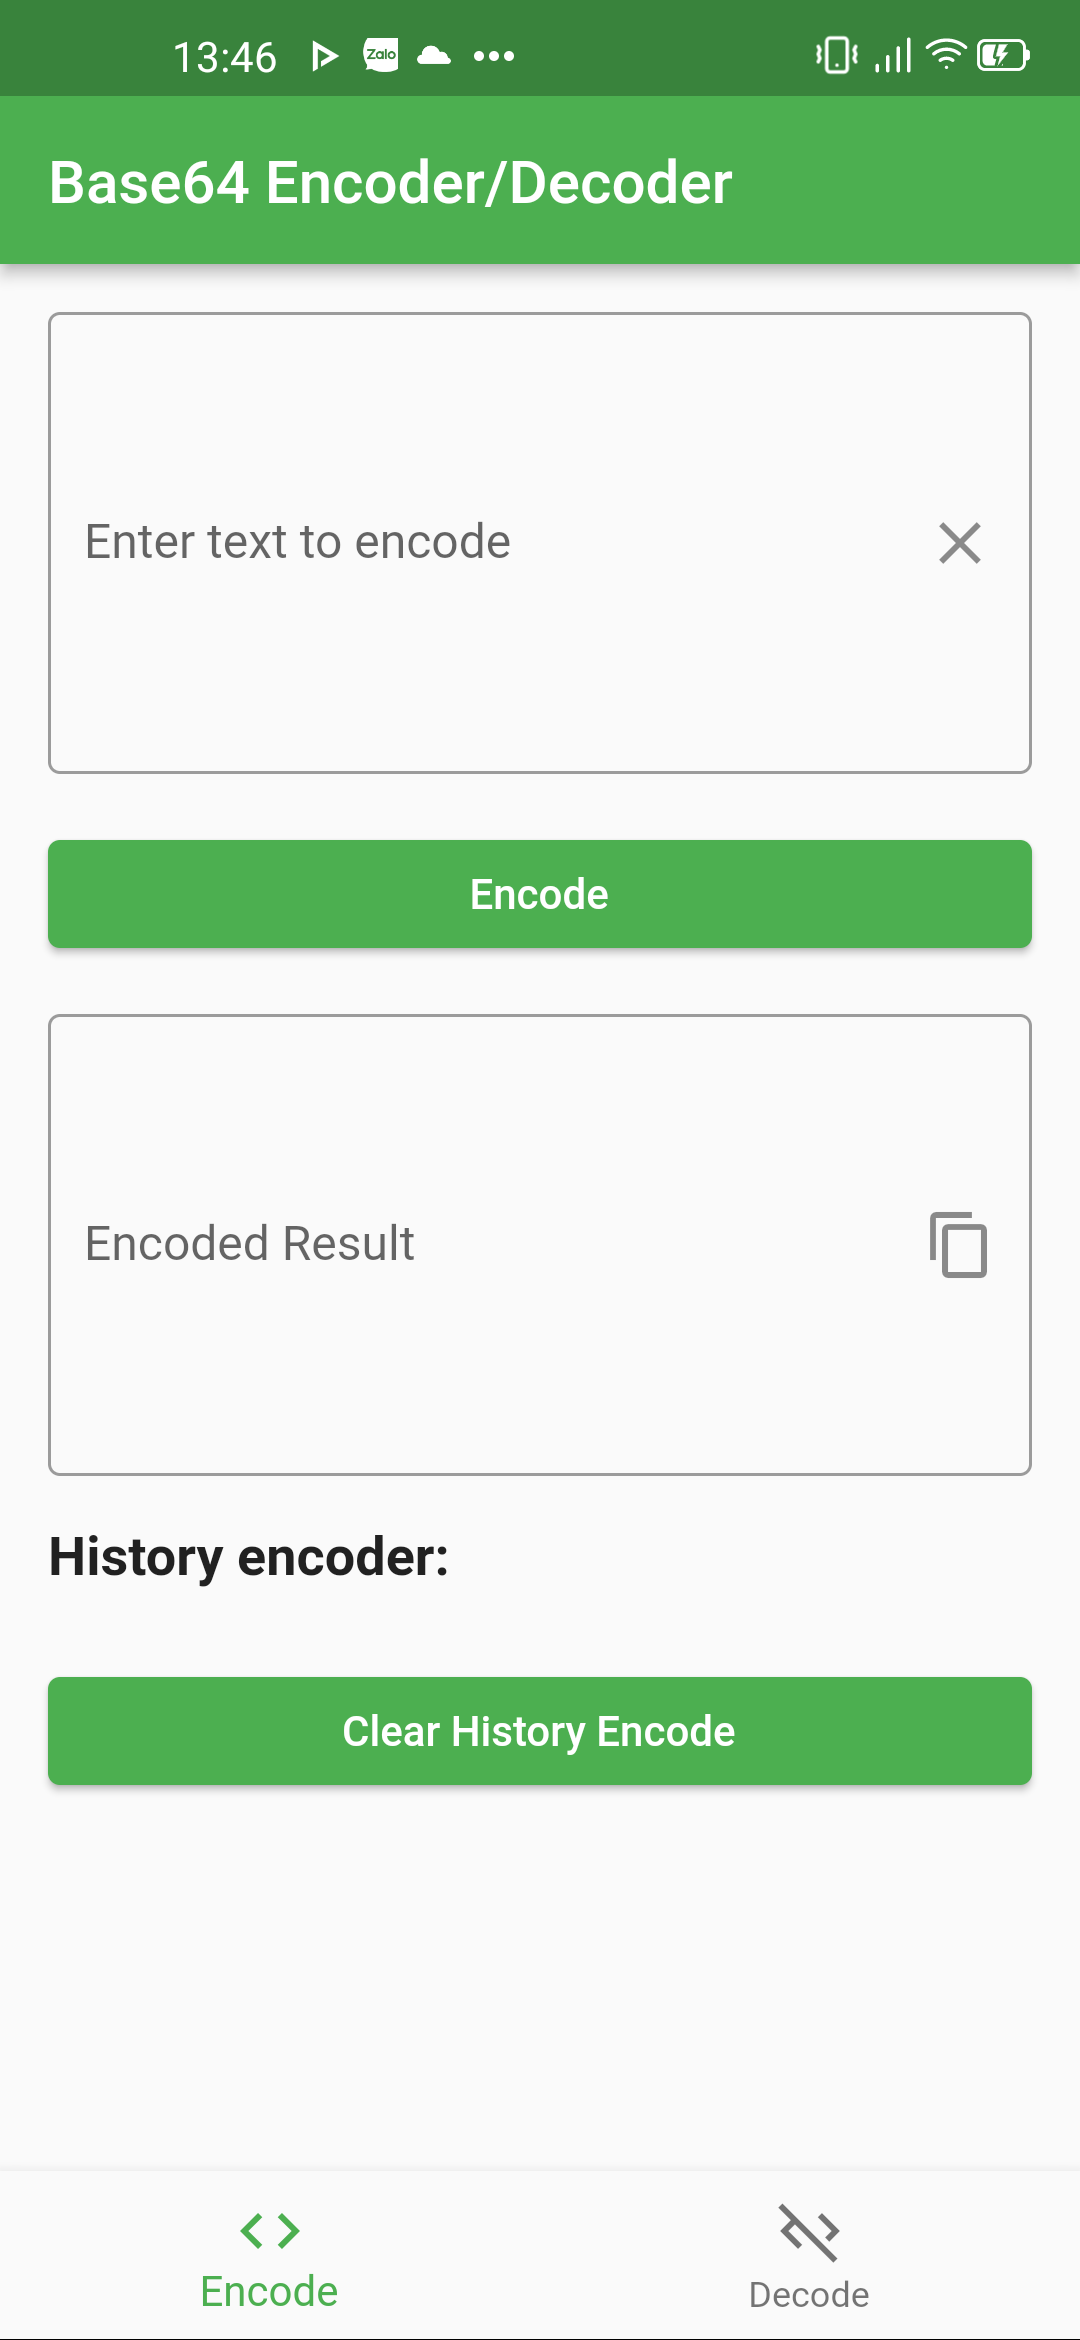 13:46 Zalo
Base64 Encoder/Decoder
Enter text to encode
Encode
Encoded Result
History encoder:
Clear History Encode
Encode Decode